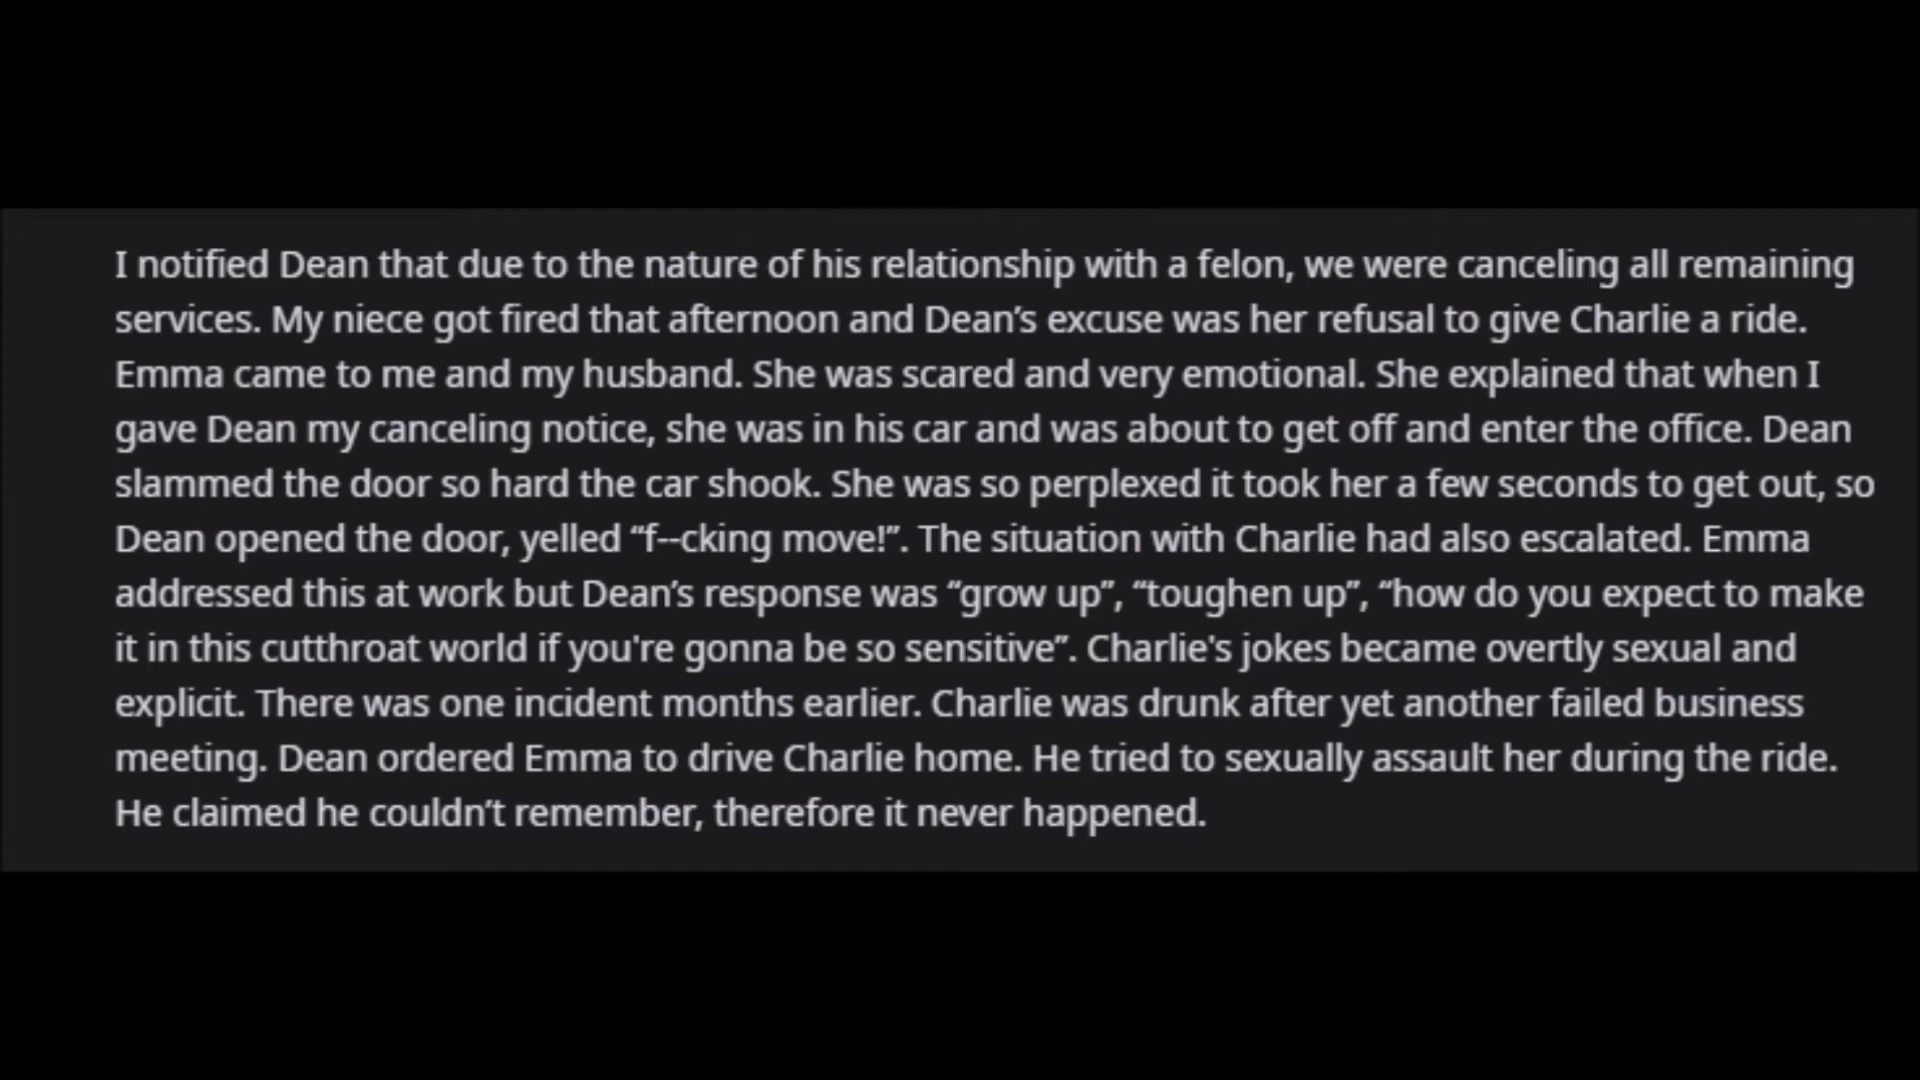 I notified Dean that due to the nature of his relationship with a felon, we were canceling all remaining
services. My niece got fired that afternoon and Dean’s excuse was her refusal to give Charlie a ride.
Emma came to me and my husband. She was scared and very emotional. She explained that when I
gave Dean my canceling notice, she was in his car and was about to get off and enter the office. Dean
slammed the door so hard the car shook. She was so perplexed it took her a few seconds to get out, so
Dean opened the door, yelled “f--cking move!”. The situation with Charlie had also escalated. Emma
addressed this at work but Dean’s response was “grow up”, “toughen up”, “how do you expect to make
it in this cutthroat world if you're gonna be so sensitive”. Charlie's jokes became overtly sexual and
explicit. There was one incident months earlier. Charlie was drunk after yet another failed business
meeting. Dean ordered Emma to drive Charlie home. He tried to sexually assault her during the ride.
He claimed he couldn’t remember, therefore it never happened.